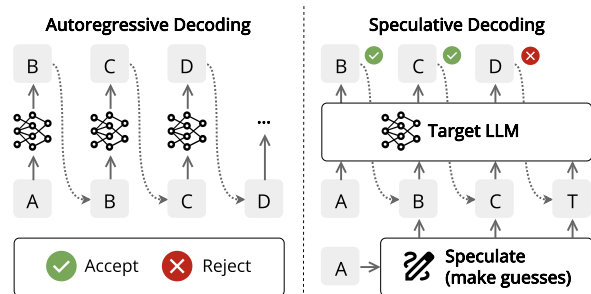 Autoregressive Decoding
B C D
...
A B C D
Accept Reject
Speculative Decoding
B C D
Target LLM
A B C T
A
Speculate
(make guesses)